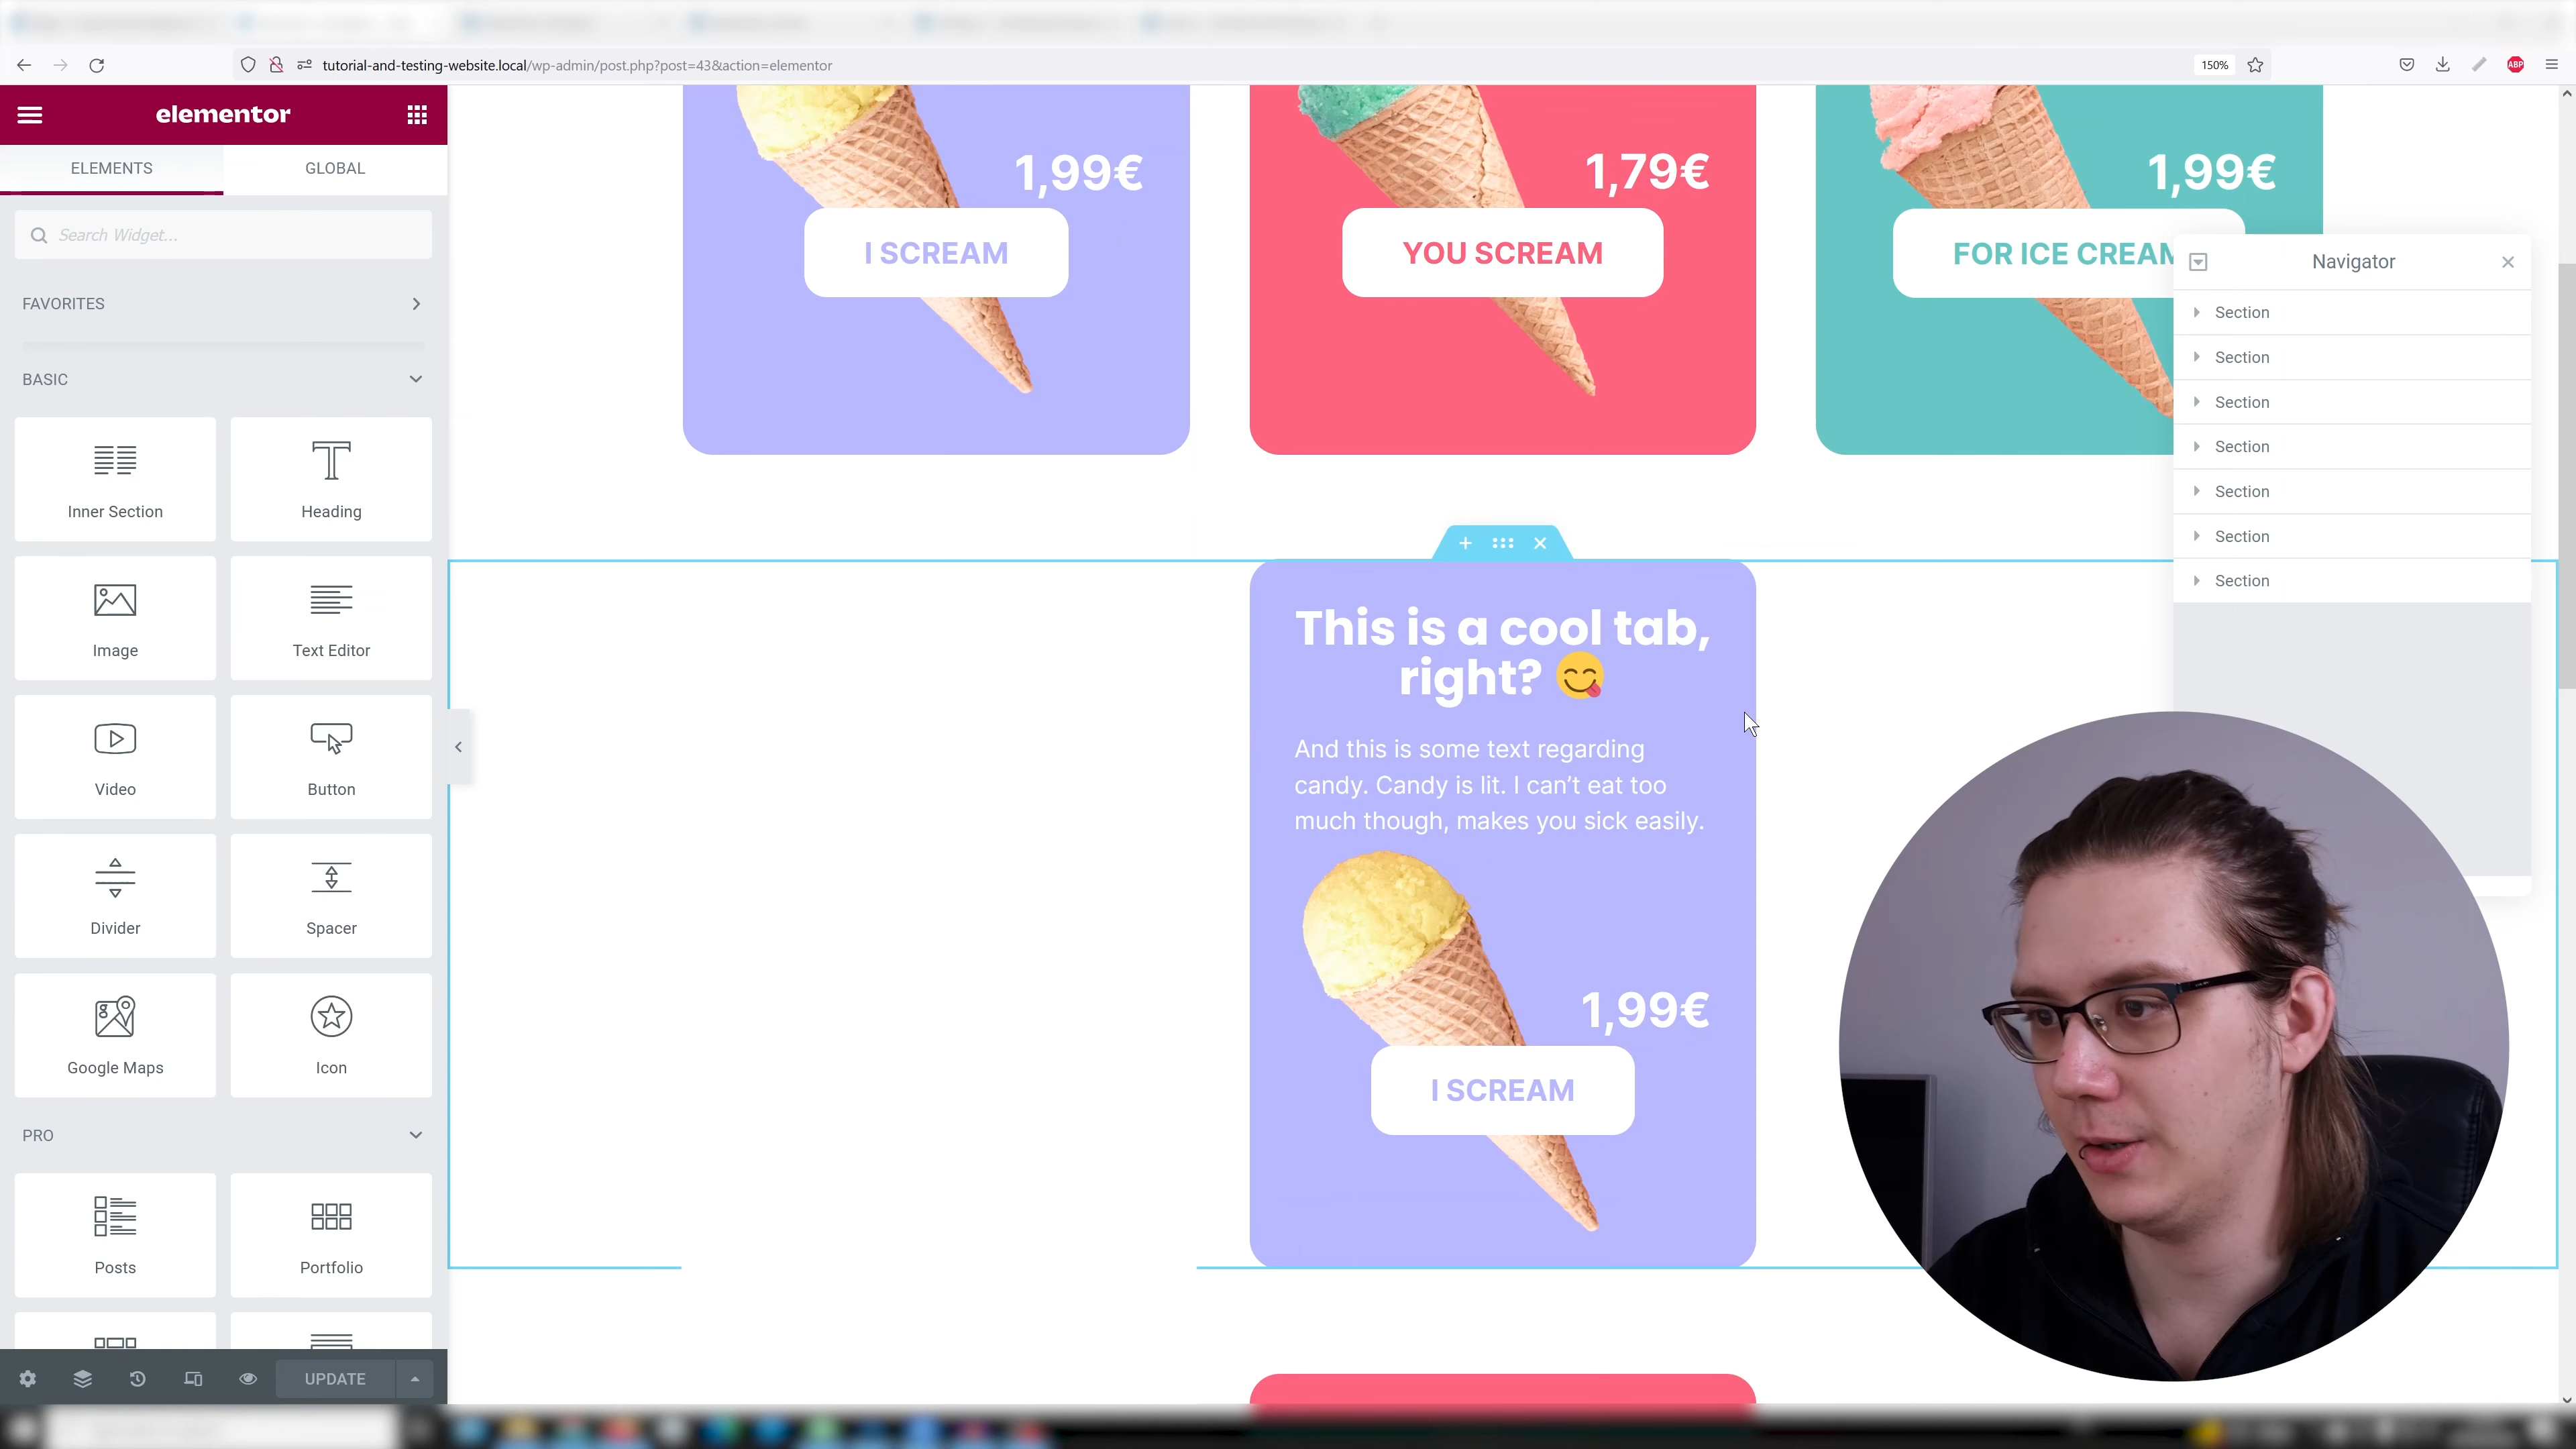 tutorial-and-testing-website.local/wp-admin/post.php?post=43&action=elementor
150%
ABP
elementor
ELEMENTS
GLOBAL
Search Widget...
FAVORITES
BASIC
Inner Section
Heading
Image
Text Editor
Video
Button
Divider
Spacer
Google Maps
Icon
PRO
Posts
Portfolio
UPDATE
1,99€
I SCREAM
1,79€
YOU SCREAM
1,99€
FOR ICE CREAM
Navigator
Section
Section
Section
Section
Section
Section
Section
This is a cool tab,
right? 😋
And this is some text regarding
candy. Candy is lit. I can’t eat too
much though, makes you sick easily.
1,99€
I SCREAM